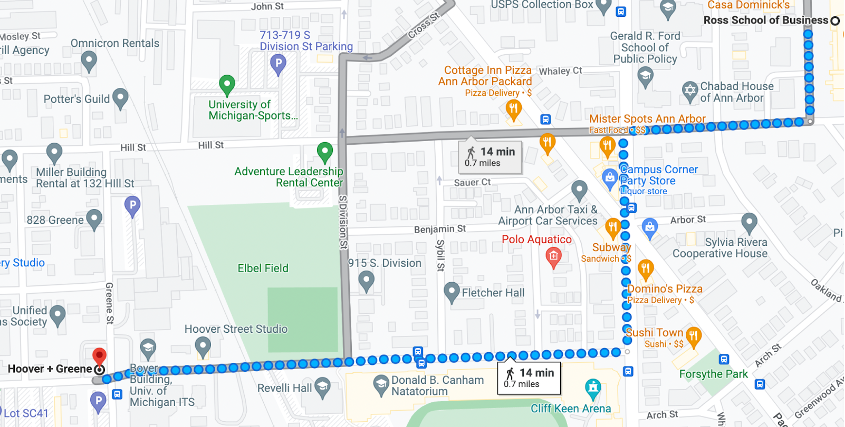 John St
Cross St
USPS Collection Box
Casa Dominick's
Ross School of Business
Mosley St
rill Agency
Omnicron Rentals
713-719 S
Division St Parking
Gerald R. Ford
School of
Public Policy
Cottage Inn Pizza
Ann Arbor Packard
Pizza Delivery • $
Whaley Ct
Chabad House
of Ann Arbor
Potter's Guild
University of
Michigan-Sports...
Mister Spots Ann Arbor
Fast Food • $$
Hill St
Hill St
14 min
0.7 miles
Miller Building
Rental at 132 Hill St
Adventure Leadership
Rental Center
Campus Corner
Party Store
Liquor store
Sauer Ct
S Division St
828 Greene
Ann Arbor Taxi &
Airport Car Services
Arbor St
Benjamin St
Polo Aquatico
Sylvia Rivera
Cooperative House
Subway
Sandwich • $
ery Studio
Elbel Field
915 S. Division
Sybil St
Oakland
Greene St
Fletcher Hall
Domino's Pizza
Pizza Delivery • $
Unified
ns Society
Hoover Street Studio
Sushi Town
Sushi • $$
Arch St
Hoover + Greene
Boyer
Building,
Univ. of
Michigan ITS
Revelli Hall
Donald B. Canham
Natatorium
14 min
0.7 miles
Forsythe Park
Cliff Keen Arena
Lot SC41
Arch St
Greenwood Ave